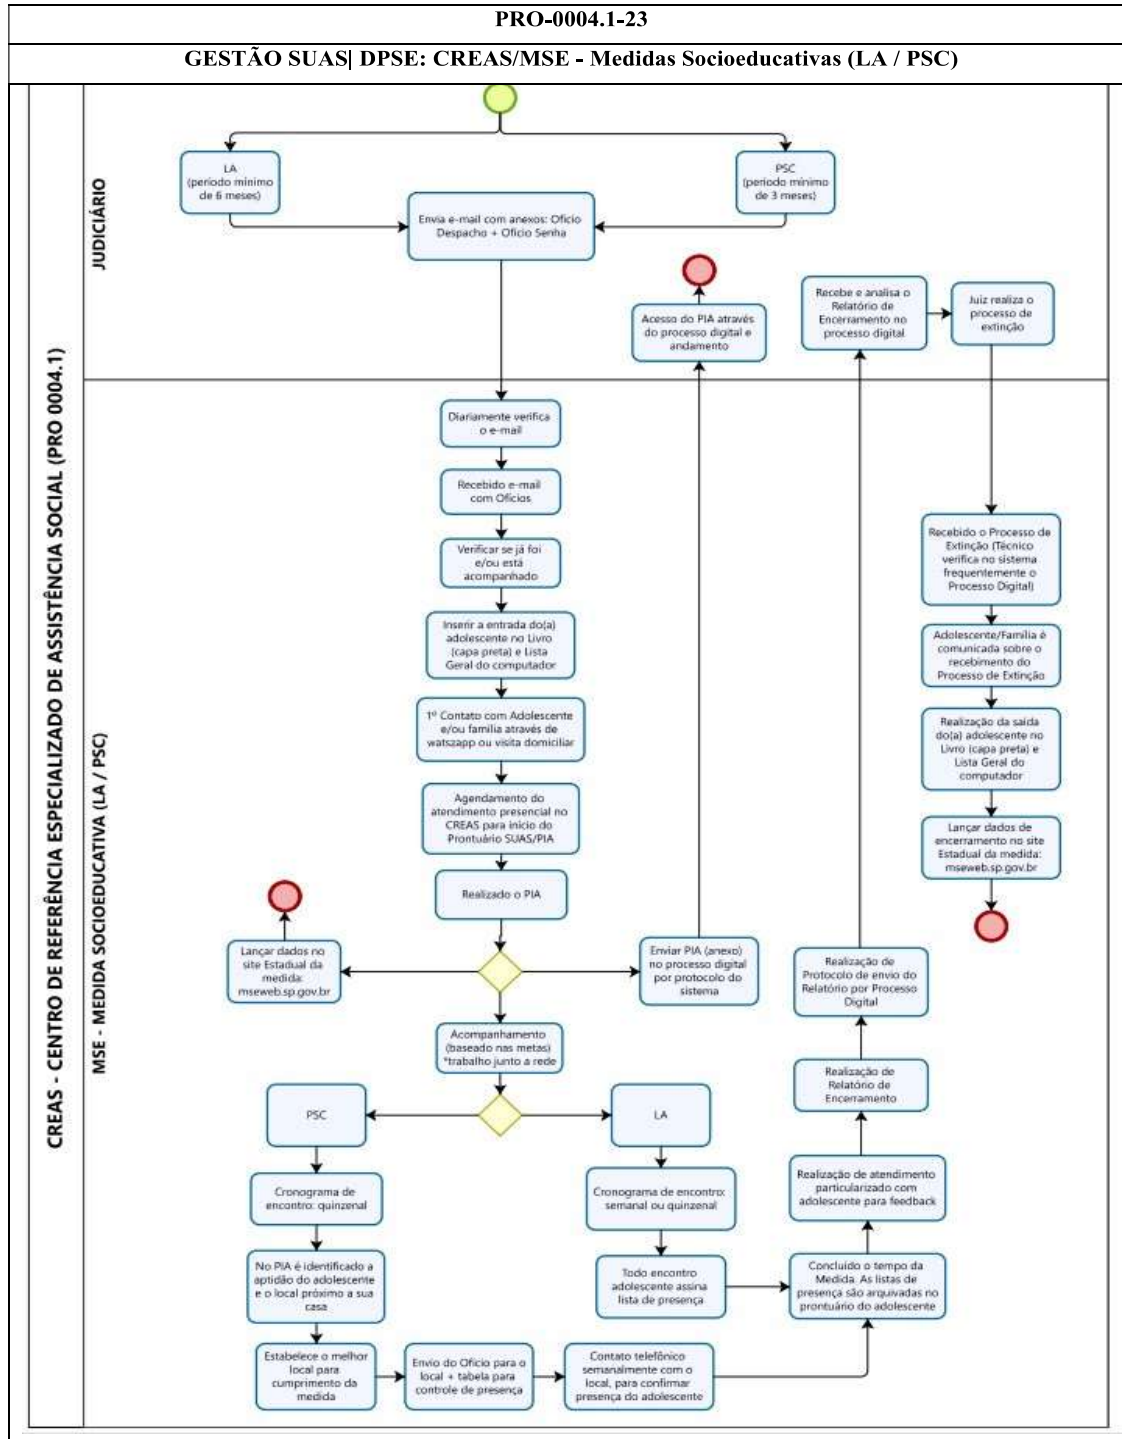 PRO-0004.1-23
GESTÃO SUAS| DPSE: CREAS/MSE - Medidas Socioeducativas (LA / PSC)
CREAS - CENTRO DE REFERÊNCIA ESPECIALIZADO DE ASSISTÊNCIA SOCIAL (PRO 0004.1)
JUDICIÁRIO
LA
(período mínimo
de 6 meses)
PSC
(período mínimo
de 3 meses)
Envia e-mail com anexos: Ofício
Despacho + Ofício Senha
Acesso do PIA através
do processo digital e
andamento
Recebe e analisa o
Relatório de
Encerramento no
processo digital
Juiz realiza o
processo de
extinção
MSE - MEDIDA SOCIOEDUCATIVA (LA / PSC)
Diariamente verifica
o e-mail
Recebido e-mail
com Ofícios
Verificar se já foi
e/ou está
acompanhado
Inserir a entrada do(a)
adolescente no Livro
(capa preta) e Lista
Geral do computador
1º Contato com Adolescente
e/ou família através de
watszapp ou visita domiciliar
Agendamento do
atendimento presencial no
CREAS para início do
Prontuário SUAS/PIA
Realizado o PIA
Lançar dados no
site Estadual da
medida:
mseweb.sp.gov.br
Enviar PIA (anexo)
no processo digital
por protocolo do
sistema
Acompanhamento
(baseado nas metas)
*trabalho junto a rede
PSC
LA
Cronograma de
encontro: quinzenal
Cronograma de encontro:
semanal ou quinzenal
No PIA é identificado a
aptidão do adolescente
e o local próximo a sua
casa
Todo encontro
adolescente assina
lista de presença
Estabelece o melhor
local para
cumprimento da
medida
Envio do Ofício para o
local + tabela para
controle de presença
Contato telefônico
semanalmente com o
local, para confirmar
presença do adolescente
Concluído o tempo da
Medida. As listas de
presença são arquivadas no
prontuário do adolescente
Realização de atendimento
particularizado com
adolescente para feedback
Realização de
Relatório de
Encerramento
Realização de
Protocolo de envio do
Relatório por Processo
Digital
Recebido o Processo de
Extinção (Técnico
verifica no sistema
frequentemente o
Processo Digital)
Adolescente/Família é
comunicada sobre o
recebimento do
Processo de Extinção
Realização da saída
do(a) adolescente no
Livro (capa preta) e
Lista Geral do
computador
Lançar dados de
encerramento no site
Estadual da medida:
mseweb.sp.gov.br